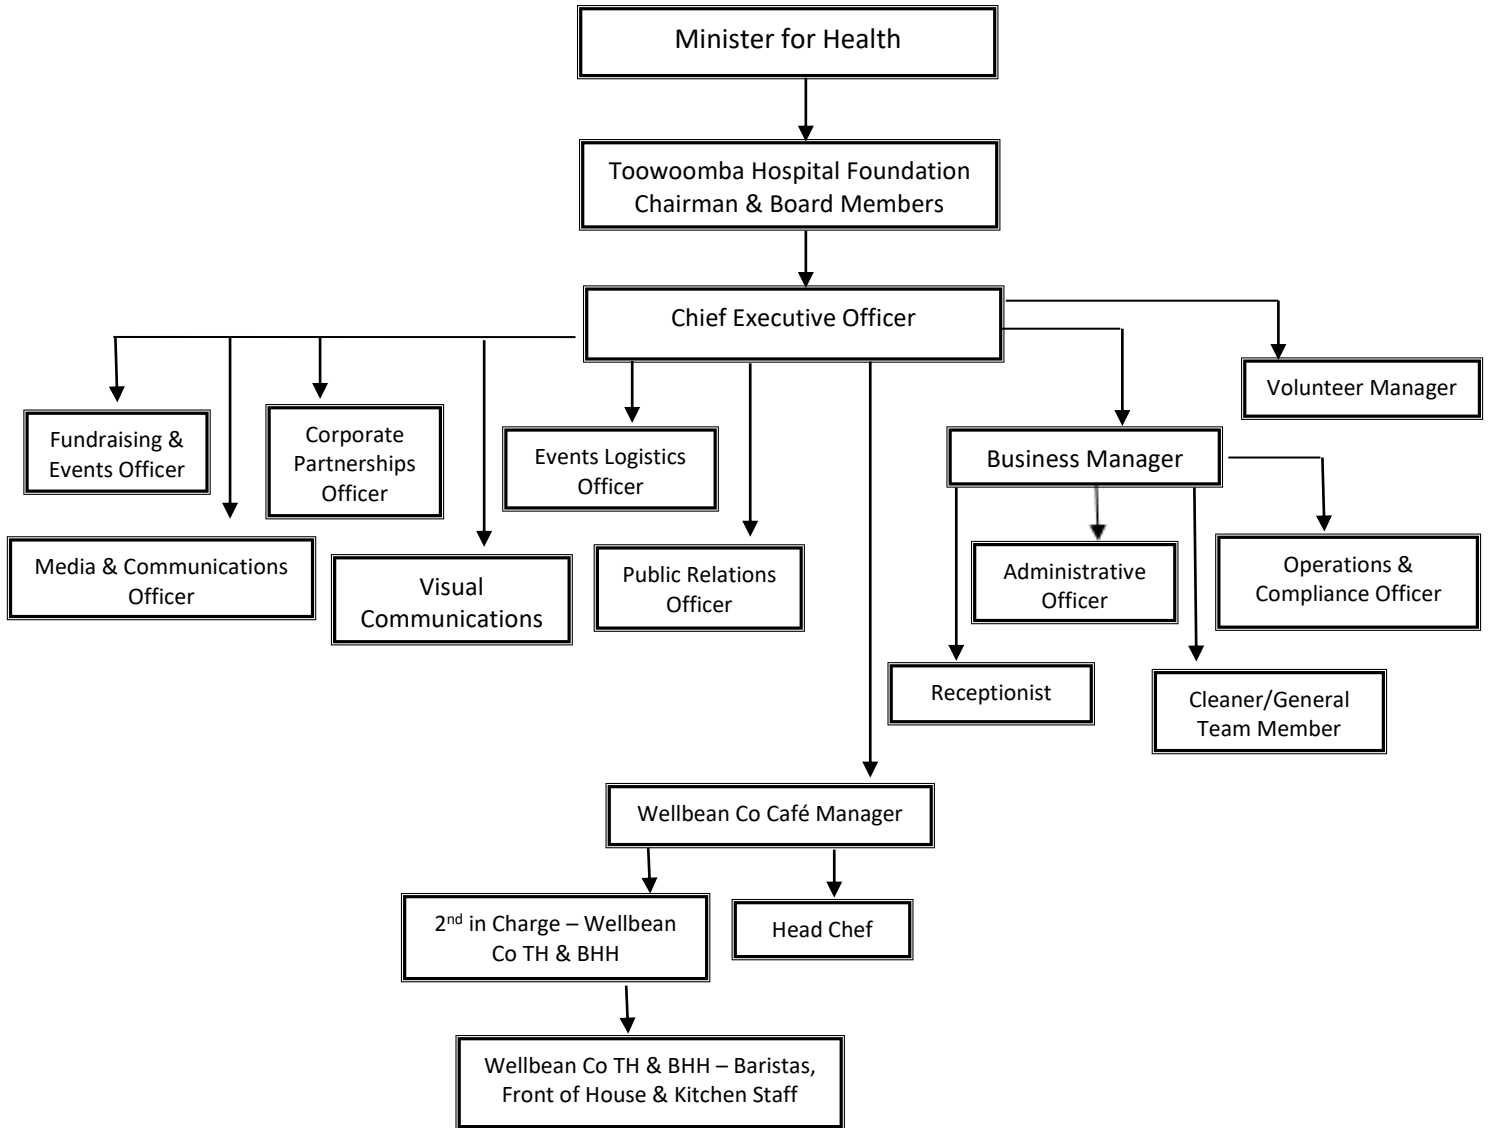 Minister for Health
Toowoomba Hospital Foundation
Chairman & Board Members
Chief Executive Officer
Volunteer Manager
Fundraising &
Events Officer
Corporate
Partnerships
Officer
Events Logistics
Officer
Business Manager
Media & Communications
Officer
Visual
Communications
Public Relations
Officer
Administrative
Officer
Operations &
Compliance Officer
Receptionist
Cleaner/General
Team Member
Wellbean Co Café Manager
2nd in Charge – Wellbean
Co TH & BHH
Head Chef
Wellbean Co TH & BHH – Baristas,
Front of House & Kitchen Staff